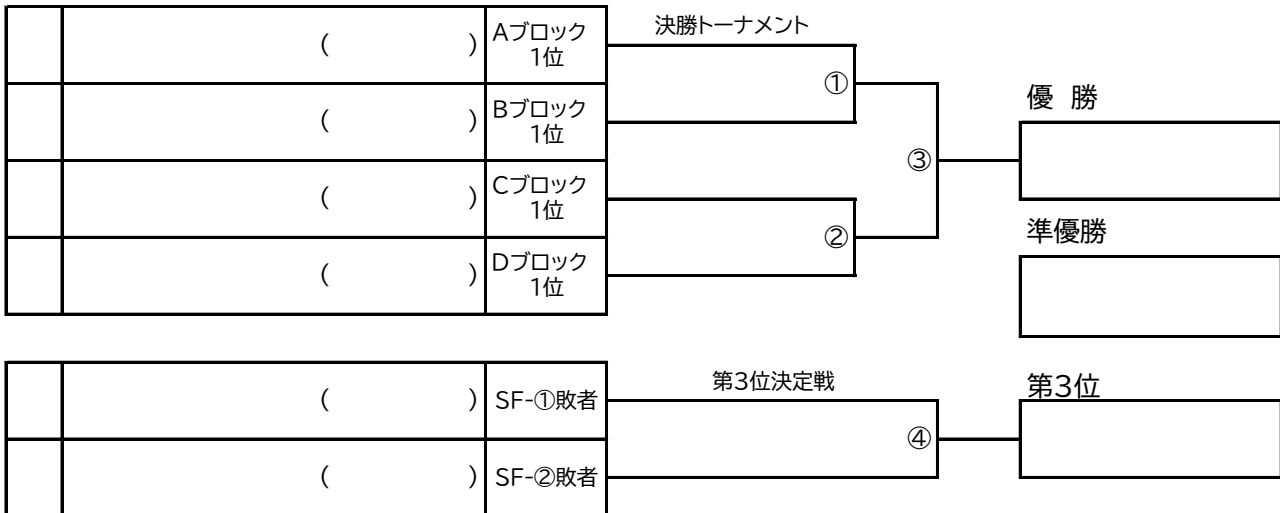 決勝トーナメント
( ) Aブロック
1位
①
( ) Bブロック
1位
優 勝
③
( ) Cブロック
1位
②
準優勝
( ) Dブロック
1位
第3位決定戦
第3位
( ) SF-①敗者
④
( ) SF-②敗者